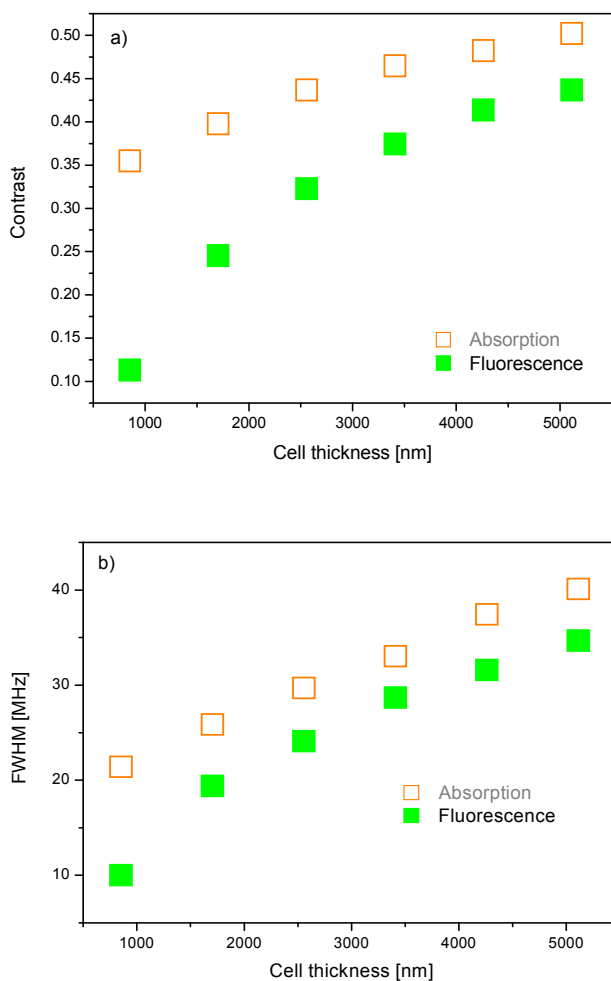 a)
0.50
0.45
0.40
0.35
0.30
0.25
0.20
0.15
0.10
Contrast
Absorption
Fluorescence
1000 2000 3000 4000 5000
Cell thickness [nm]
b)
40
30
20
10
FWHM [MHz]
Absorption
Fluorescence
1000 2000 3000 4000 5000
Cell thickness [nm]